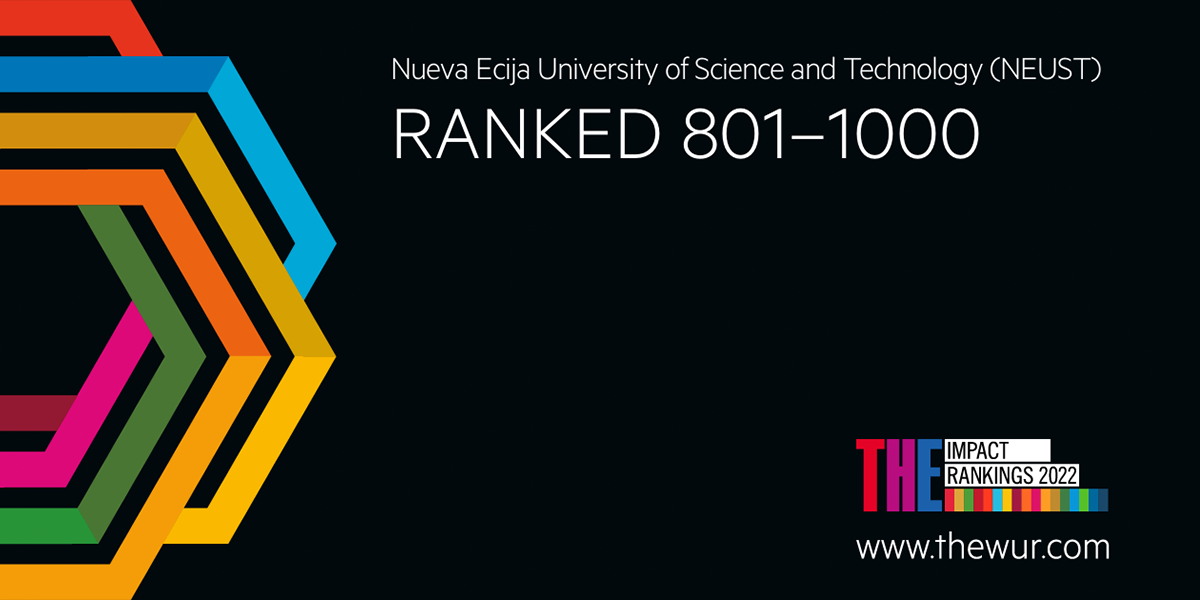 Nueva Ecija University of Science and Technology (NEUST)
RANKED 801–1000
THE IMPACT
RANKINGS 2022
www.thewur.com